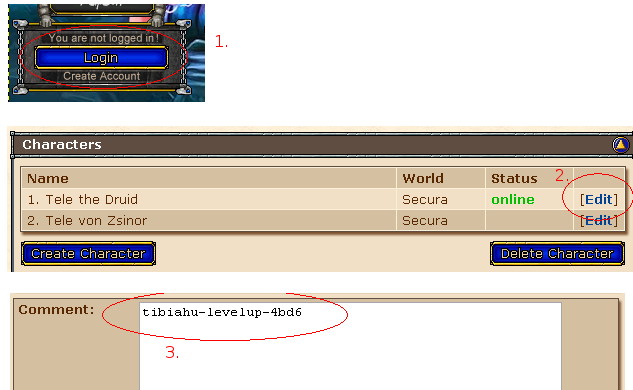 You are not logged in!
Login
1.
Create Account
Characters
Name World Status 2.
1. Tele the Druid Secura online [Edit]
2. Tele von Zsinor Secura [Edit]
Create Character Delete Character
Comment: tibiahu-levelup-4bd6
3.